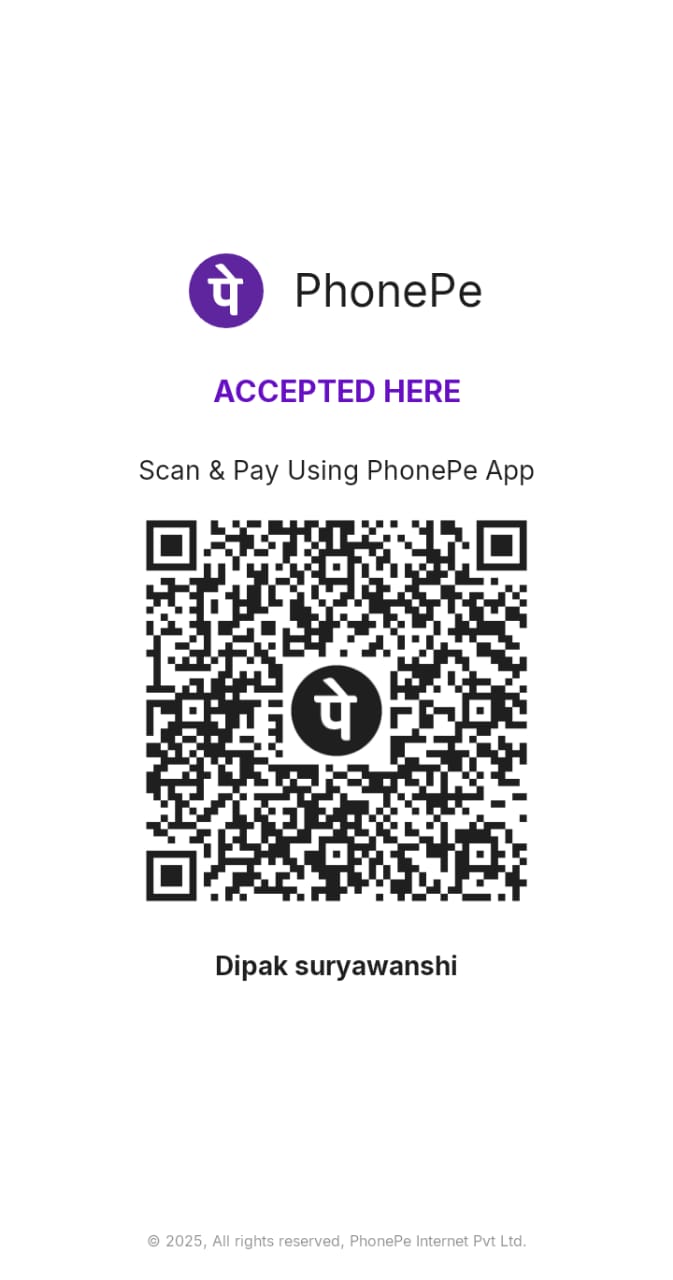 पे PhonePe
ACCEPTED HERE
Scan & Pay Using PhonePe App
पे
Dipak suryawanshi
© 2025, All rights reserved, PhonePe Internet Pvt Ltd.